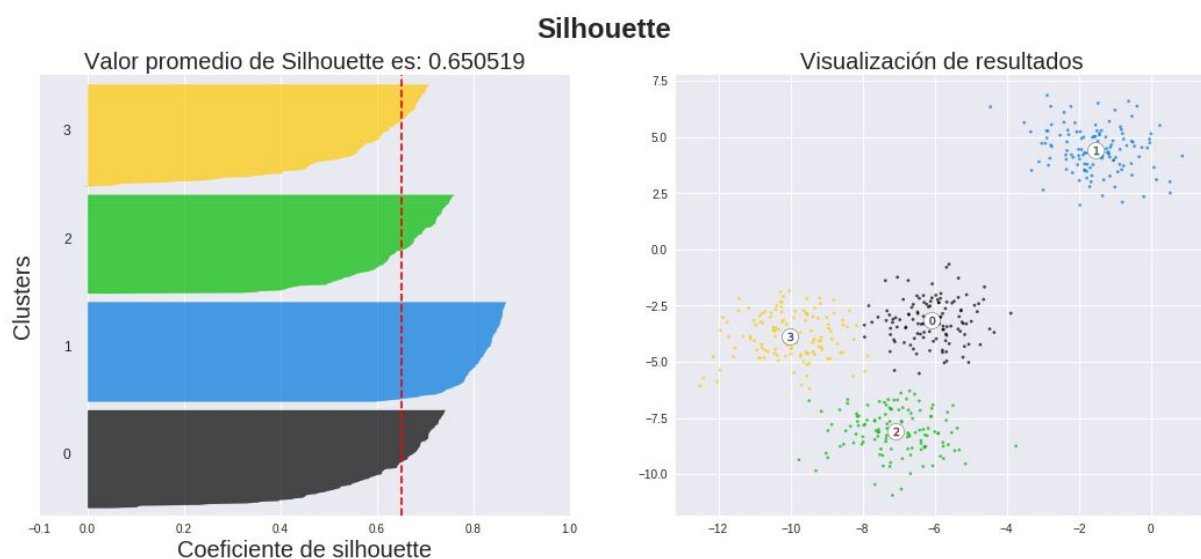 Silhouette
Valor promedio de Silhouette es: 0.650519
Clusters
3
2
1
0
−0.1 0.0 0.2 0.4 0.6 0.8 1.0
Coeficiente de silhouette
Visualización de resultados
7.5
5.0
2.5
0.0
−2.5
−5.0
−7.5
−10.0
1
0
3
2
−12 −10 −8 −6 −4 −2 0